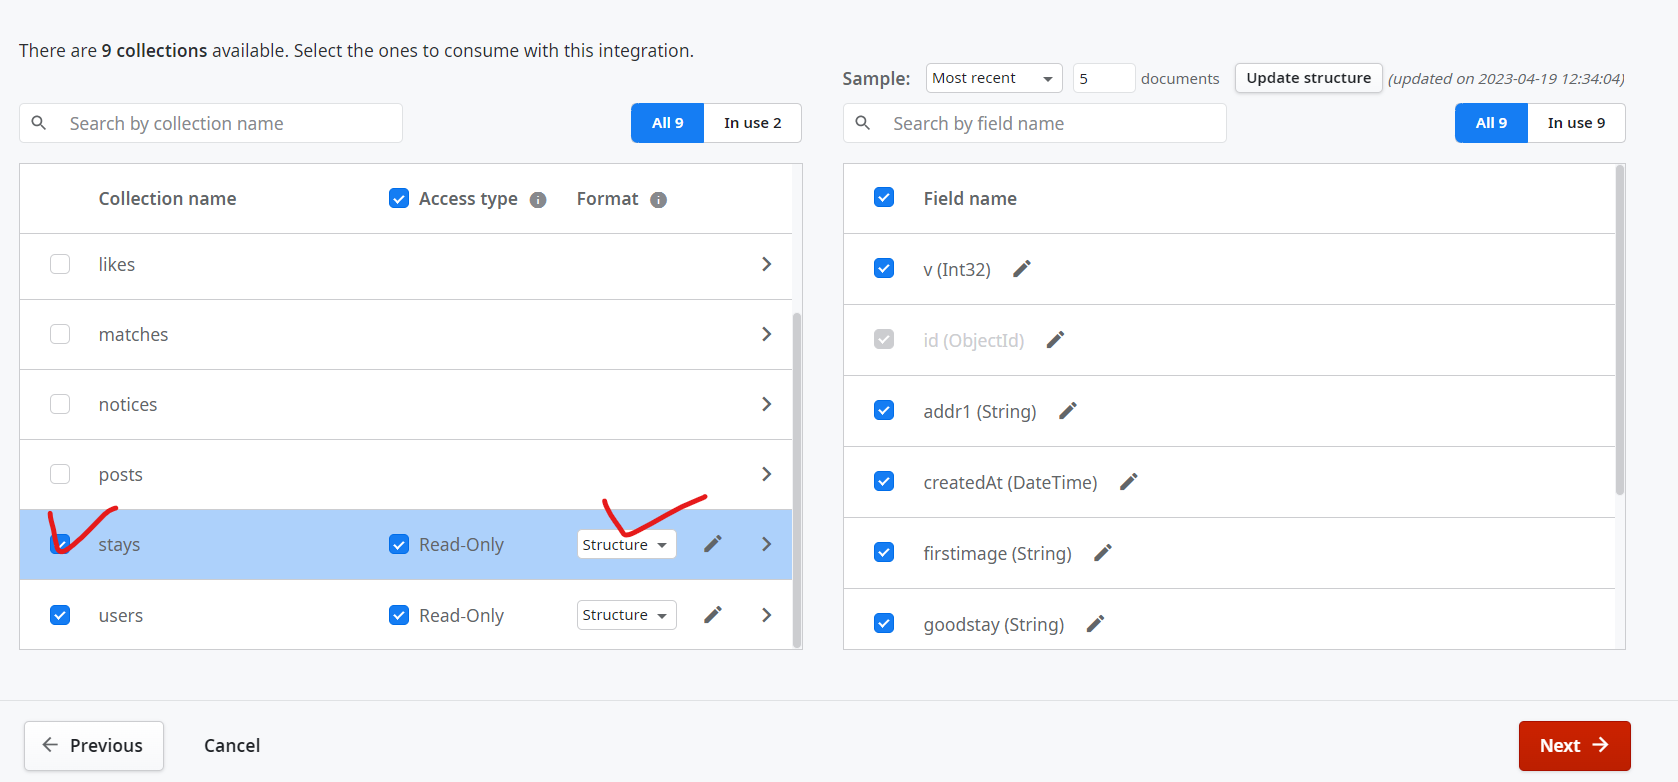 There are 9 collections available. Select the ones to consume with this integration.
Sample: Most recent 5 documents Update structure (updated on 2023-04-19 12:34:04)
Search by collection name All 9 In use 2
Collection name Access type Format
likes
matches
notices
posts
stays Read-Only Structure
users Read-Only Structure
Search by field name All 9 In use 9
Field name
v (Int32)
id (ObjectId)
addr1 (String)
createdAt (DateTime)
firstimage (String)
goodstay (String)
Previous Cancel Next